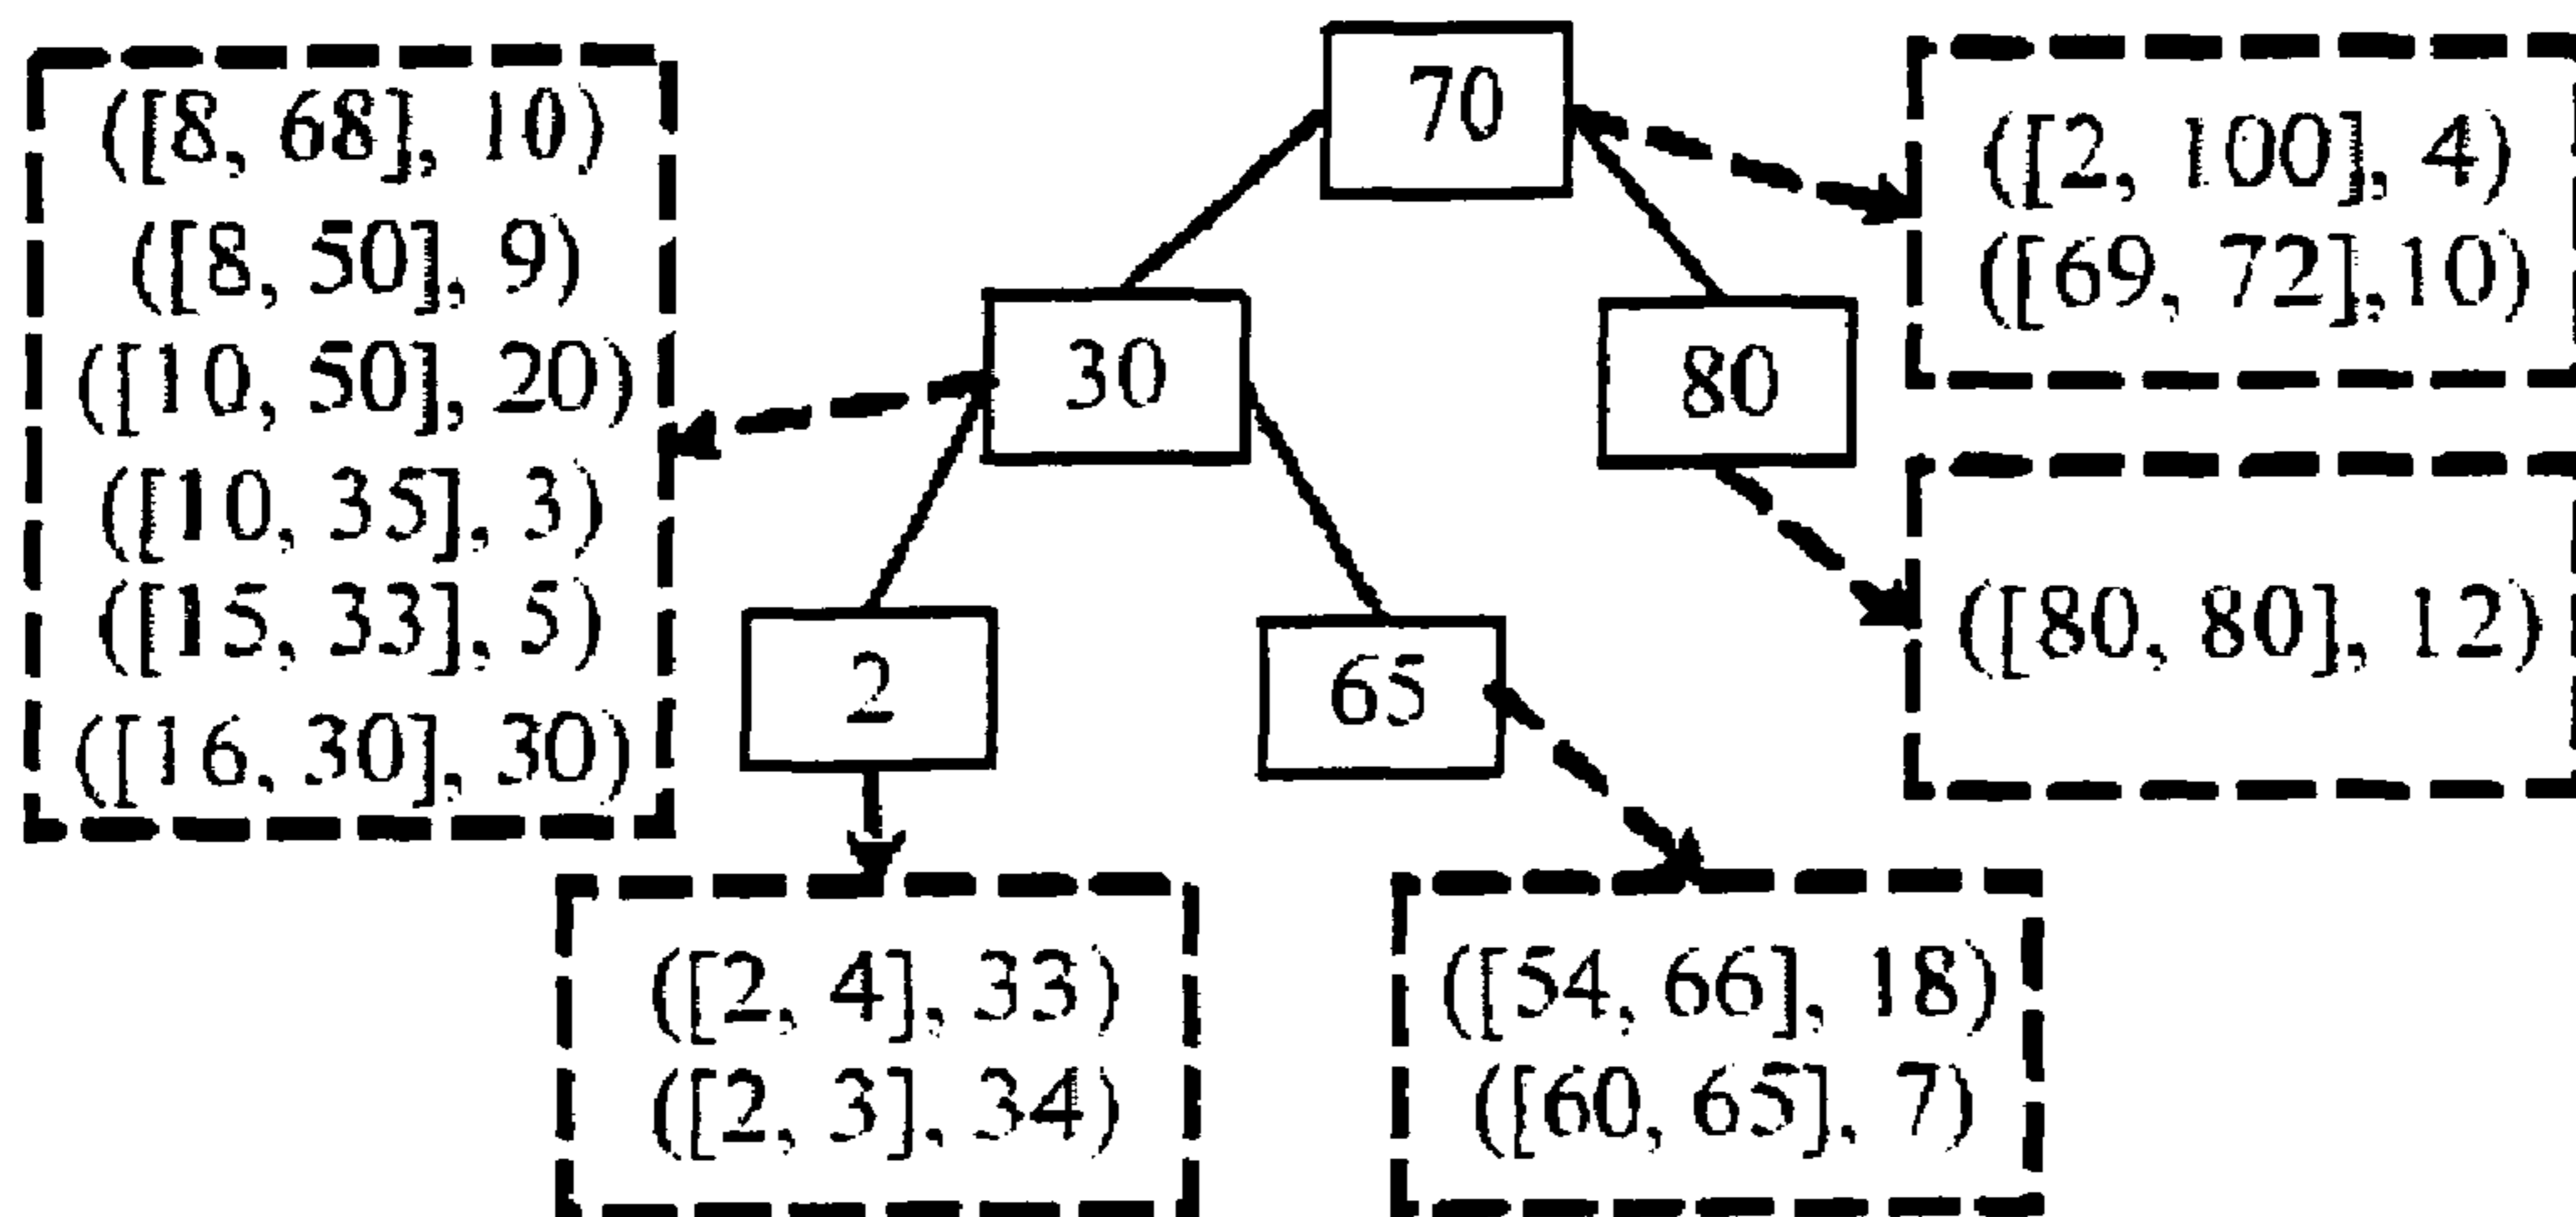 70
30
80
2
65
([8, 68], 10)
([8, 50], 9)
([10, 50], 20)
([10, 35], 3)
([15, 33], 5)
([16, 30], 30)
([2, 100], 4)
([69, 72],10)
([80, 80], 12)
([2, 4], 33)
([2, 3], 34)
([54, 66], 18)
([60, 65], 7)